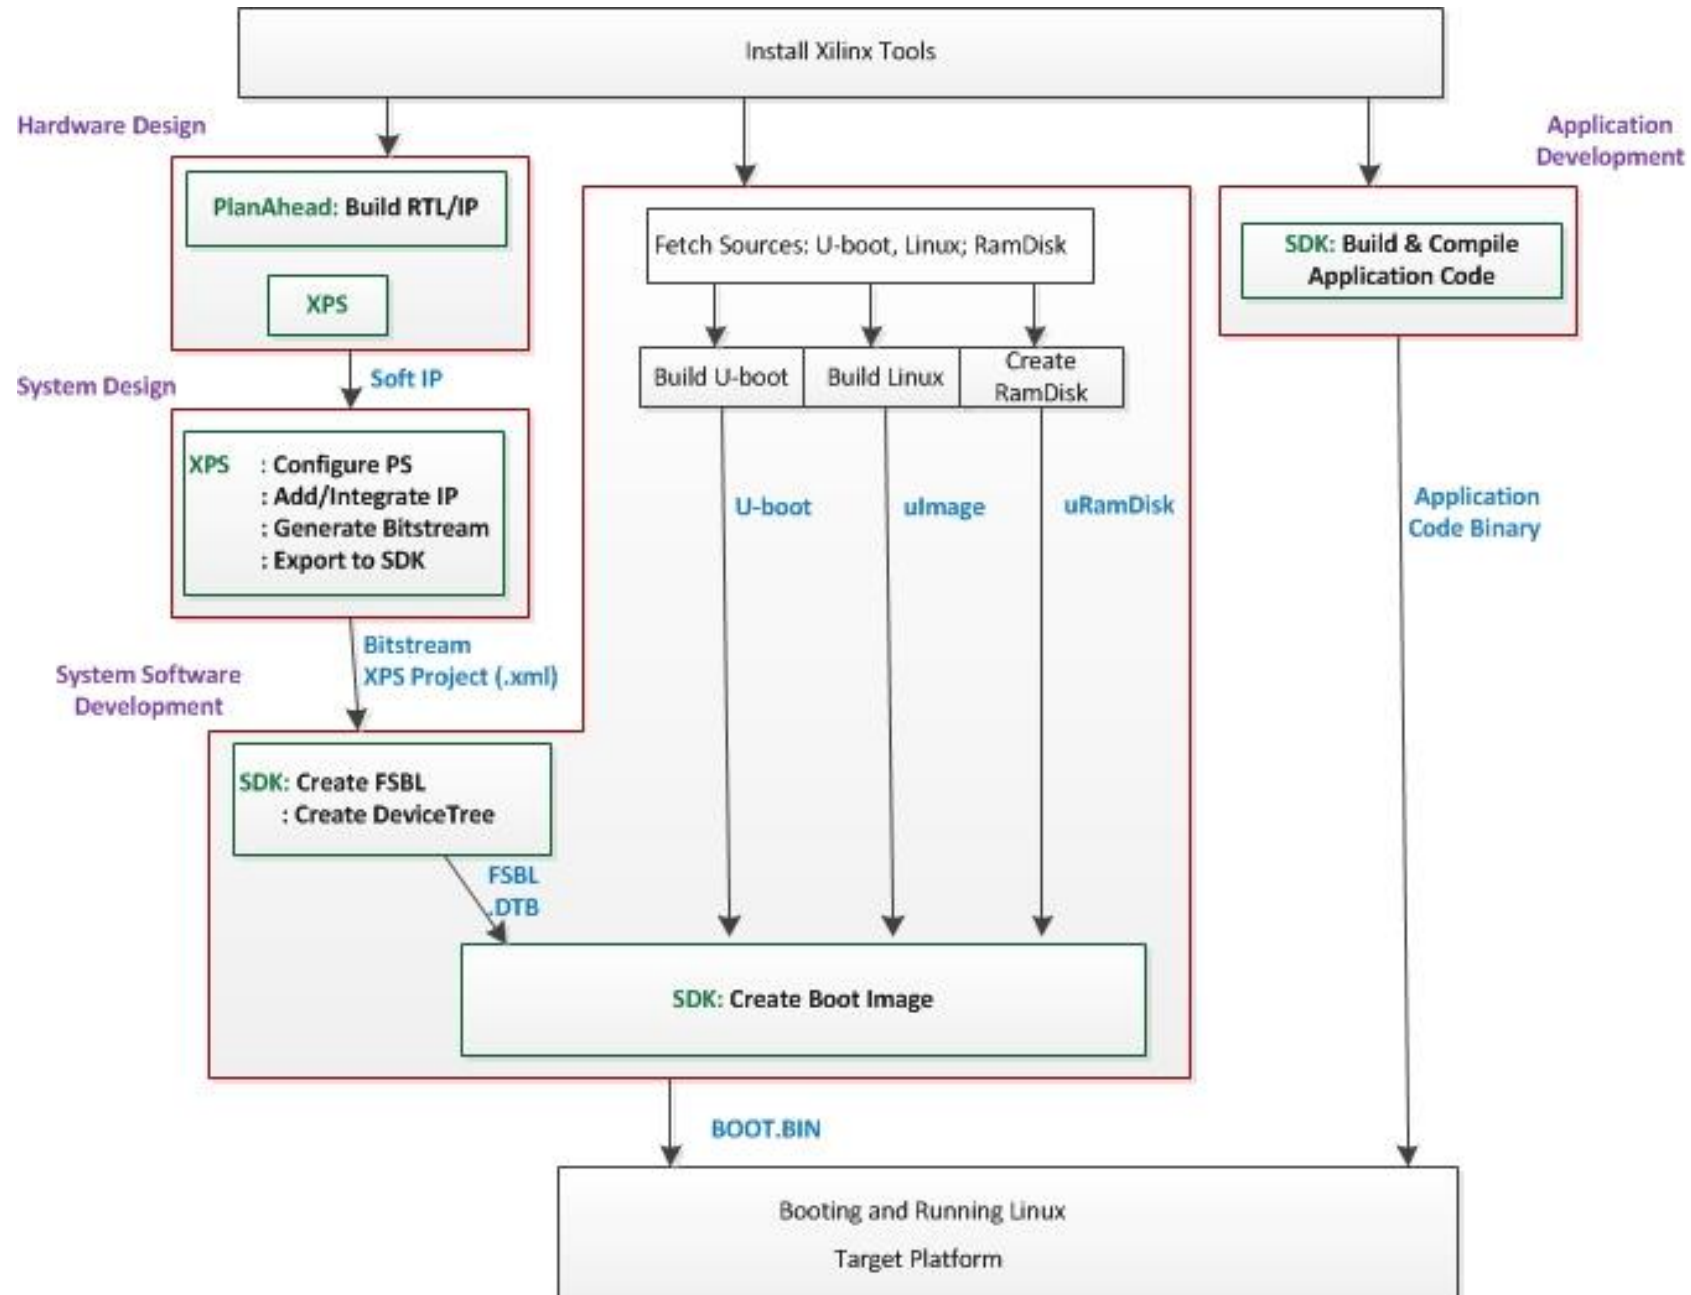 Install Xilinx Tools
Hardware Design
Application
Development
PlanAhead: Build RTL/IP
XPS
Fetch Sources: U-boot, Linux; RamDisk
SDK: Build & Compile
Application Code
Build U-boot
Build Linux
Create
RamDisk
System Design
Soft IP
XPS : Configure PS
: Add/Integrate IP
: Generate Bitstream
: Export to SDK
U-boot
uImage
uRamDisk
Application
Code Binary
Bitstream
XPS Project (.xml)
System Software
Development
SDK: Create FSBL
: Create DeviceTree
FSBL
.DTB
SDK: Create Boot Image
BOOT.BIN
Booting and Running Linux
Target Platform